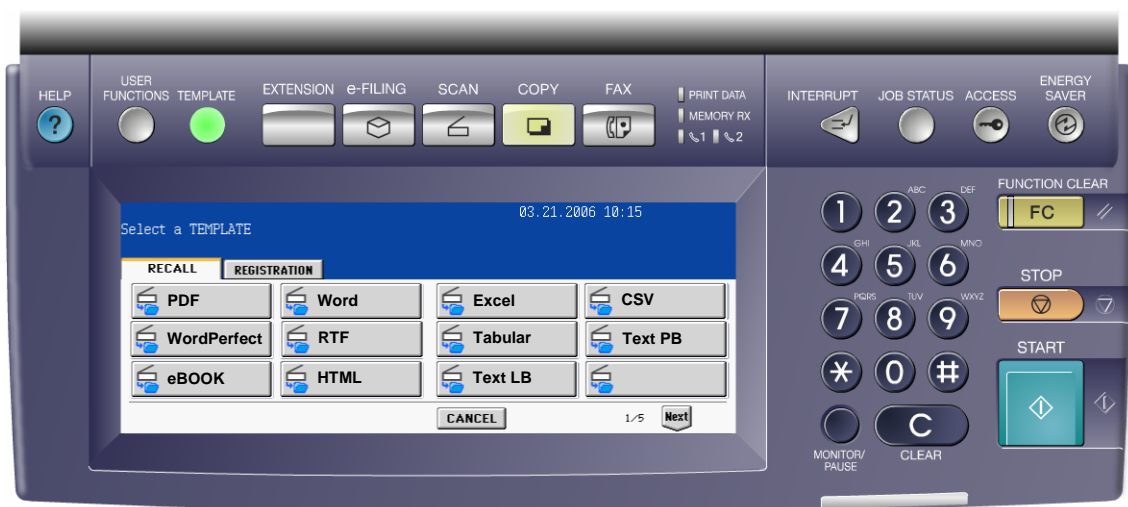 HELP
USER
FUNCTIONS
TEMPLATE
EXTENSION
e-FILING
SCAN
COPY
FAX
PRINT DATA
MEMORY RX
1
2
INTERRUPT
JOB STATUS
ACCESS
ENERGY
SAVER
?
03.21.2006 10:15
Select a TEMPLATE
RECALL
REGISTRATION
PDF
Word
Excel
CSV
WordPerfect
RTF
Tabular
Text PB
eBOOK
HTML
Text LB
CANCEL
1/5
Next
1
ABC
2
DEF
3
GHI
4
JKL
5
MNO
6
PQRS
7
TUV
8
WXYZ
9
*
0
#
MONITOR/
PAUSE
C
CLEAR
FUNCTION CLEAR
FC
STOP
START